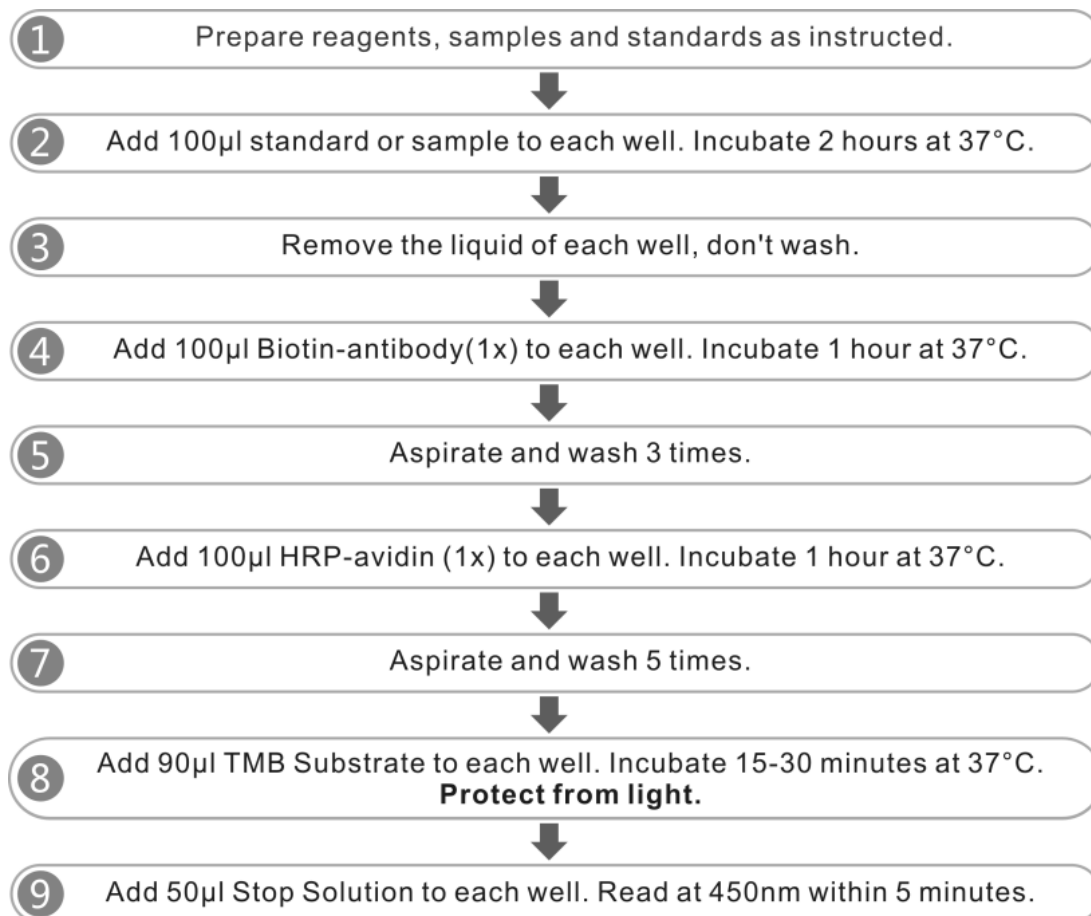 1 Prepare reagents, samples and standards as instructed.
2 Add 100µl standard or sample to each well. Incubate 2 hours at 37°C.
3 Remove the liquid of each well, don't wash.
4 Add 100µl Biotin-antibody(1x) to each well. Incubate 1 hour at 37°C.
5 Aspirate and wash 3 times.
6 Add 100µl HRP-avidin (1x) to each well. Incubate 1 hour at 37°C.
7 Aspirate and wash 5 times.
8 Add 90µl TMB Substrate to each well. Incubate 15-30 minutes at 37°C.
Protect from light.
9 Add 50µl Stop Solution to each well. Read at 450nm within 5 minutes.